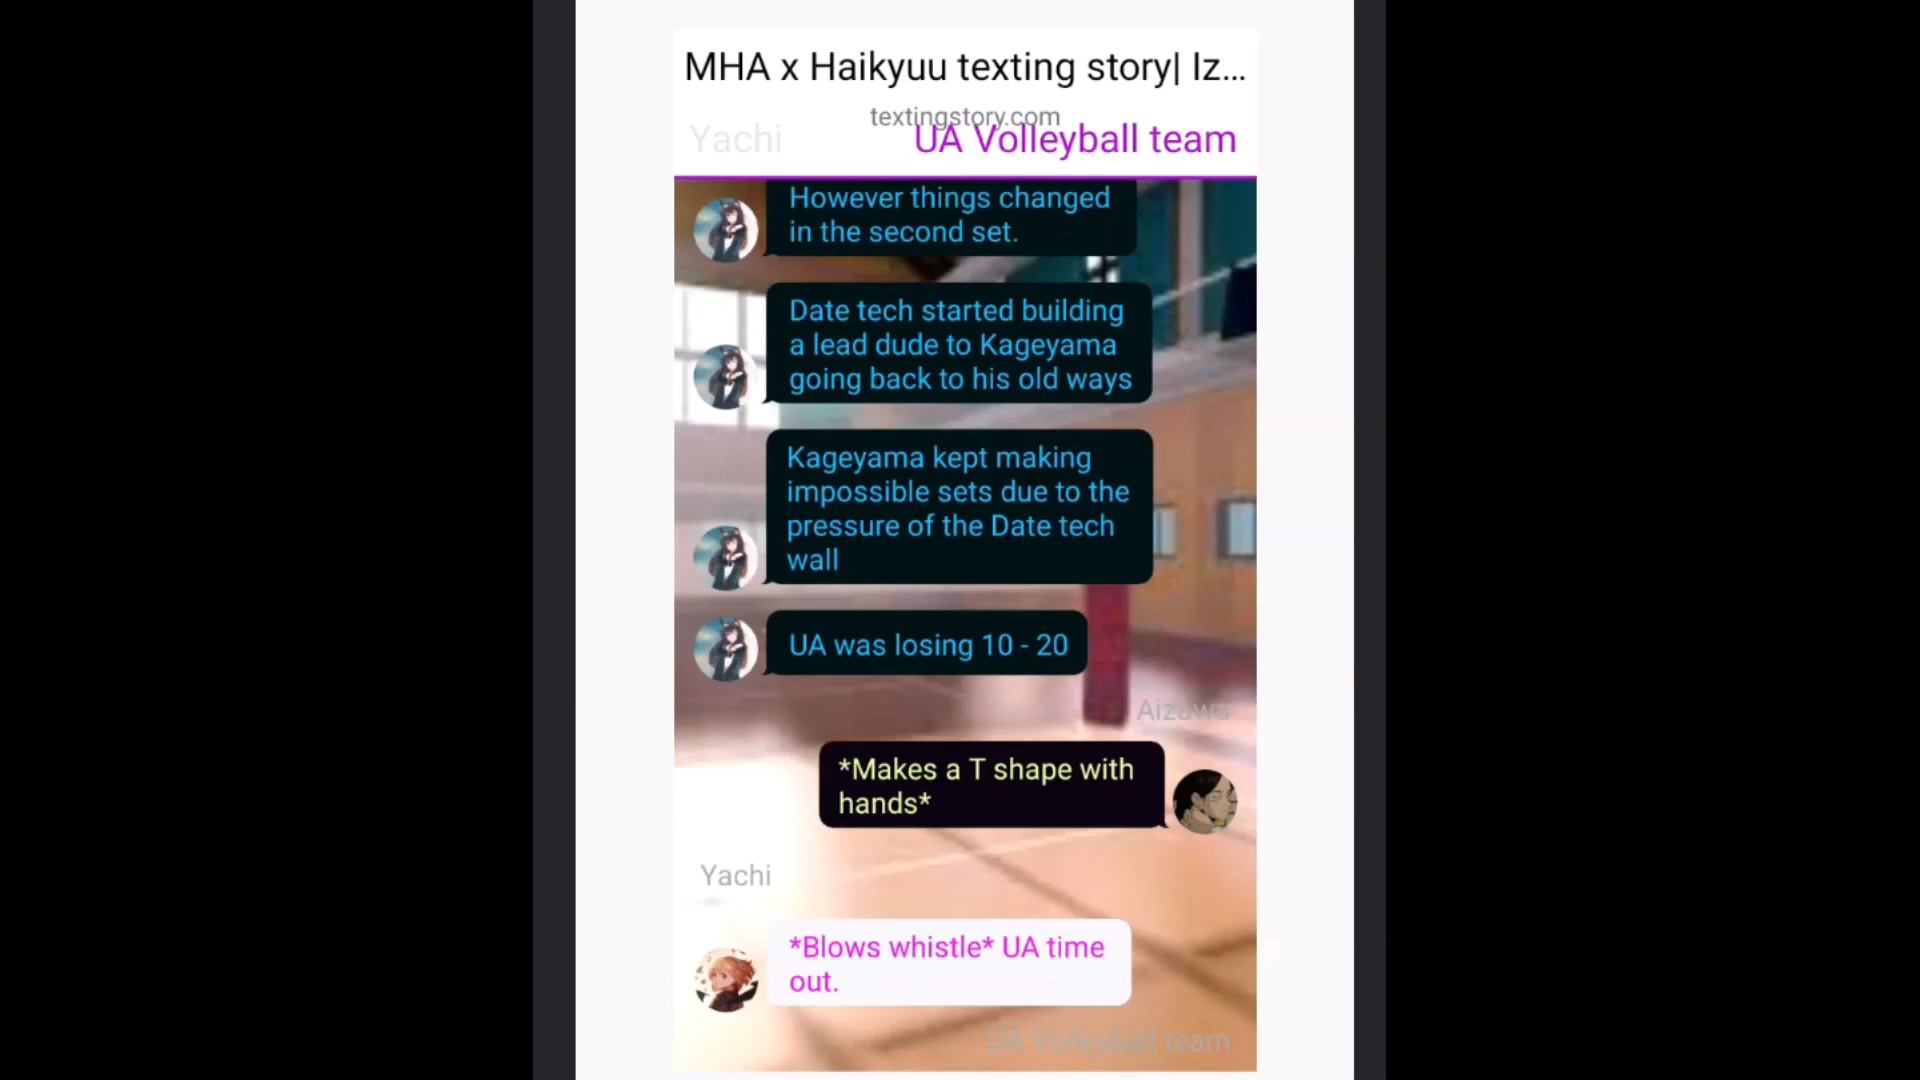 MHA x Haikyuu texting story| Iz...
textingstory.com
Yachi
UA Volleyball team
However things changed
in the second set.
Date tech started building
a lead dude to Kageyama
going back to his old ways
Kageyama kept making
impossible sets due to the
pressure of the Date tech
wall
UA was losing 10 - 20
Aizawa
*Makes a T shape with
hands*
Yachi
*Blows whistle* UA time
out.
UA Volleyball team